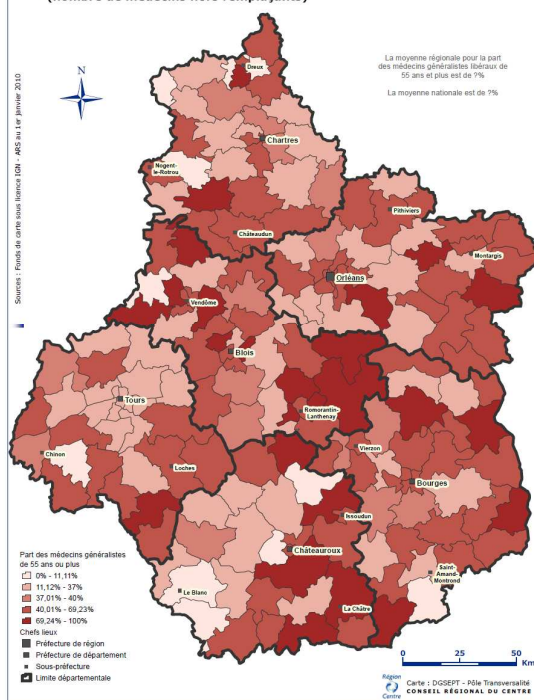 (nombre de médecins hors remplaçants)
La moyenne régionale pour la part
des médecins généralistes libéraux de
55 ans et plus est de ?%
La moyenne nationale est de ?%
N
Sources : Fonds de carte sous licence IGN - ARS au 1er janvier 2010
Dreux
Chartres
Nogent-
le-Rotrou
Châteaudun
Pithiviers
Montargis
Orléans
Vendôme
Blois
Tours
Romorantin-
Lanthenay
Chinon
Loches
Vierzon
Bourges
Issoudun
Châteauroux
Le Blanc
La Châtre
Saint-
Amand-
Montrond
Part des médecins généralistes
de 55 ans ou plus
0% - 11,11%
11,12% - 37%
37,01% - 40%
40,01% - 69,23%
69,24% - 100%
Chefs lieux
Préfecture de région
Préfecture de département
Sous-préfecture
Limite départementale
0 25 50
Km
Région
Centre
Carte : DGSEPT - Pôle Transversalité
CONSEIL RÉGIONAL DU CENTRE